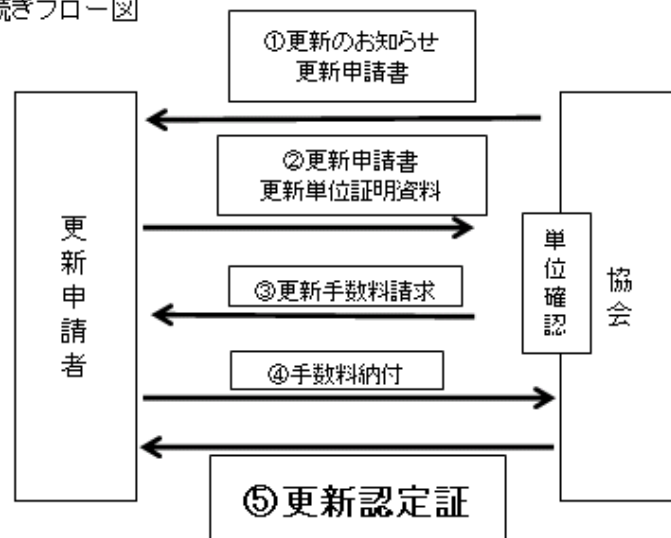 続きフロー図
①更新のお知らせ
更新申請書
②更新申請書
更新単位証明資料
更新申請者
単位確認
協会
③更新手数料請求
④手数料納付
⑤更新認定証